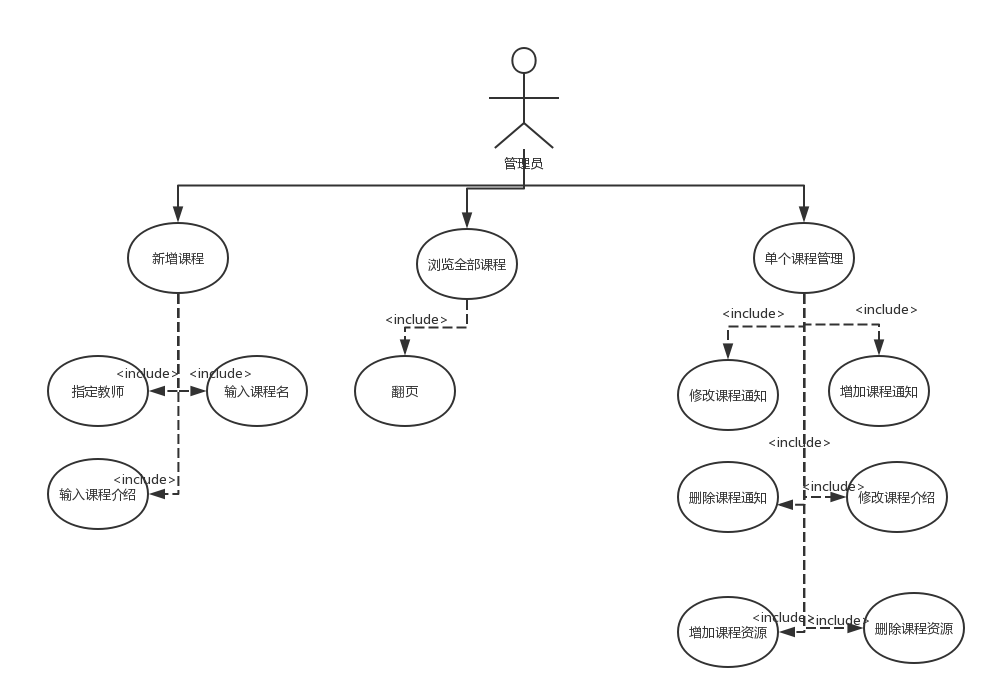 管理员
新增课程
浏览全部课程
单个课程管理
<include>
<include>
<include>
<include>
<include>
指定教师
输入课程名
翻页
修改课程通知
增加课程通知
<include>
<include>
输入课程介绍
删除课程通知
<include>
修改课程介绍
<include>
<include>
增加课程资源
删除课程资源